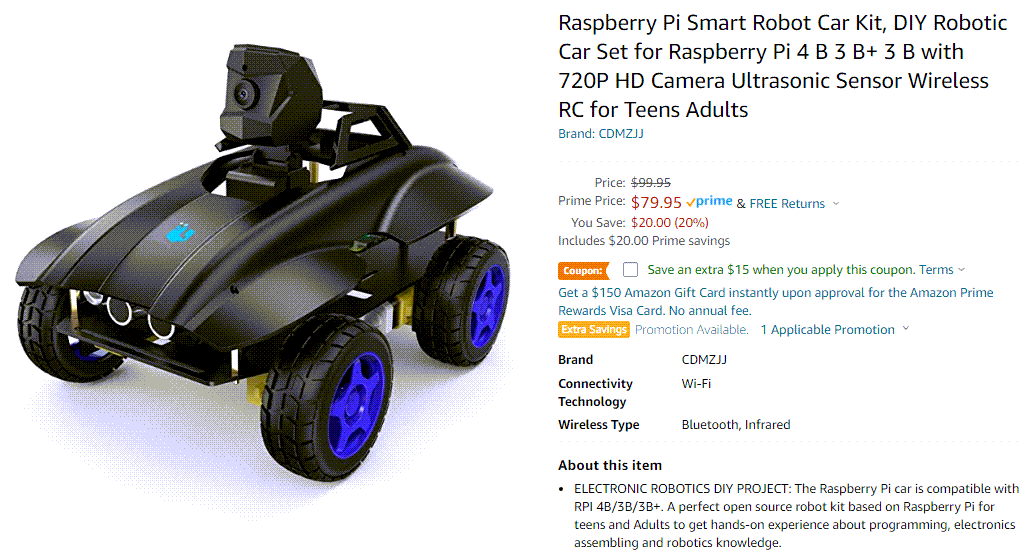 Raspberry Pi Smart Robot Car Kit, DIY Robotic
Car Set for Raspberry Pi 4 B 3 B+ 3 B with
720P HD Camera Ultrasonic Sensor Wireless
RC for Teens Adults
Brand: CDMZJJ
Price: $99.95
Prime Price: $79.95 prime & FREE Returns
You Save: $20.00 (20%)
Includes $20.00 Prime savings
Coupon: Save an extra $15 when you apply this coupon. Terms
Get a $150 Amazon Gift Card instantly upon approval for the Amazon Prime
Rewards Visa Card. No annual fee.
Extra Savings Promotion Available. 1 Applicable Promotion
Brand CDMZJJ
Connectivity Wi-Fi
Technology
Wireless Type Bluetooth, Infrared
About this item
• ELECTRONIC ROBOTICS DIY PROJECT: The Raspberry Pi car is compatible with
RPI 4B/3B/3B+. A perfect open source robot kit based on Raspberry Pi for
teens and Adults to get hands-on experience about programming, electronics
assembling and robotics knowledge.